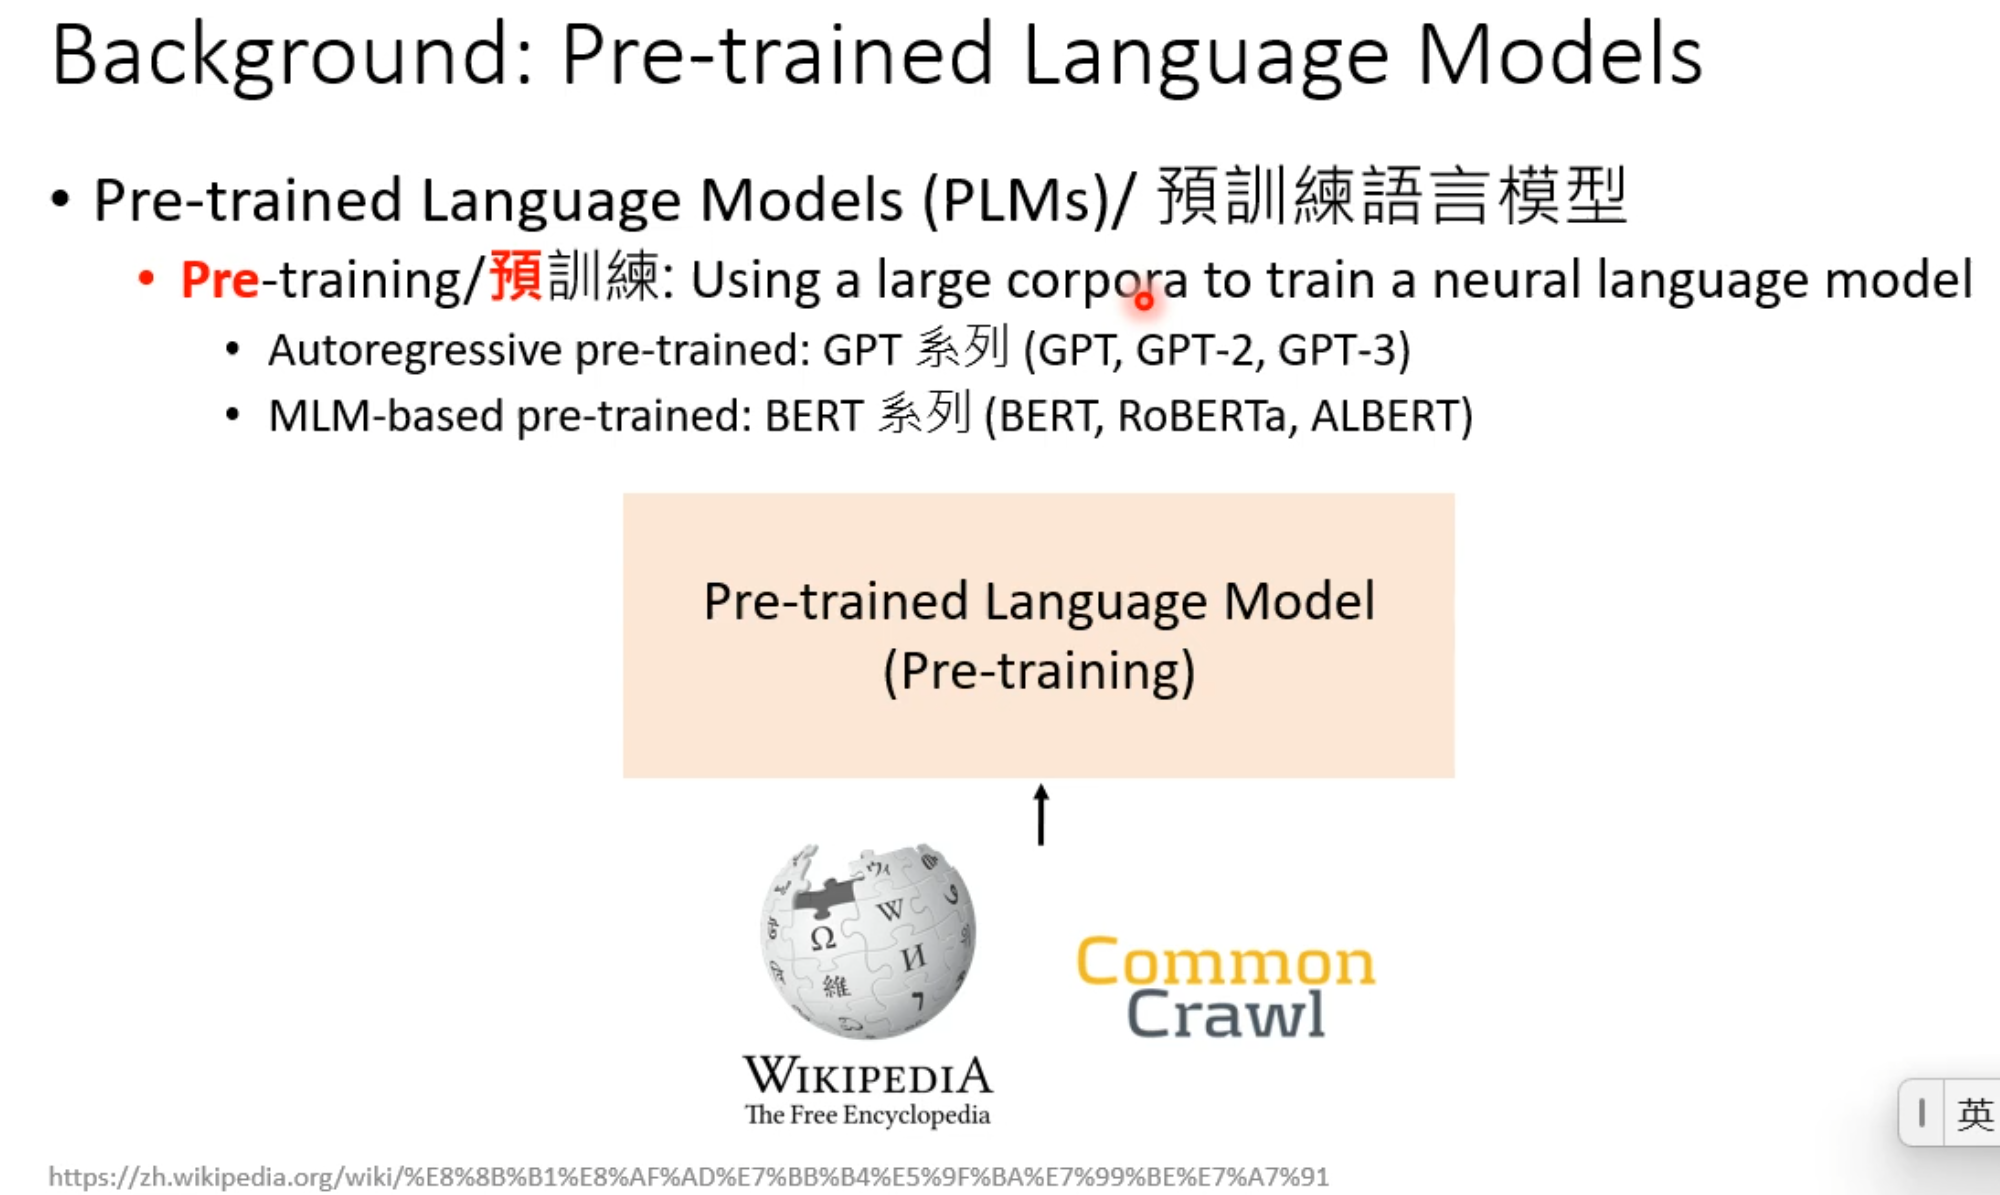 Background: Pre-trained Language Models
• Pre-trained Language Models (PLMs)/ 預訓練語言模型
• Pre-training/預訓練: Using a large corpora to train a neural language model
• Autoregressive pre-trained: GPT 系列 (GPT, GPT-2, GPT-3)
• MLM-based pre-trained: BERT 系列 (BERT, RoBERTa, ALBERT)
Pre-trained Language Model
(Pre-training)
Ω
W
И
維
ウィ
7
WIKIPEDIA
The Free Encyclopedia
Common
Crawl
英
https://zh.wikipedia.org/wiki/%E8%8B%B1%E8%AF%AD%E7%BB%B4%E5%9F%BA%E7%99%BE%E7%A7%91